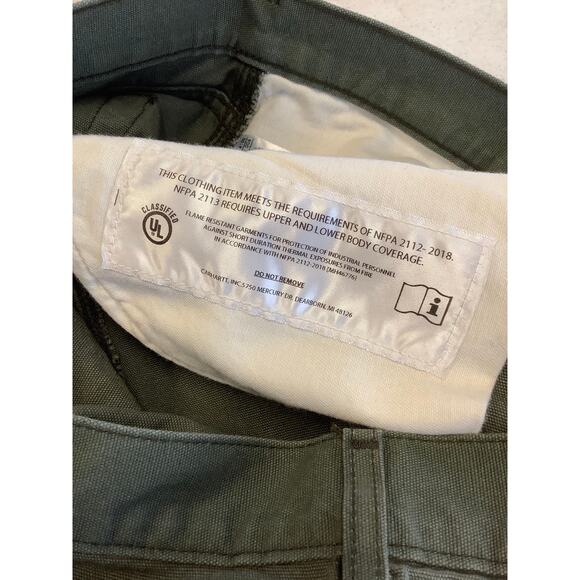 THIS CLOTHING ITEM MEETS THE REQUIREMENTS OF NFPA 2112- 2018.
NFPA 2113 REQUIRES UPPER AND LOWER BODY COVERAGE.
CLASSIFIED
UL
FLAME RESISTANT GARMENTS FOR PROTECTION OF INDUSTRIAL PERSONNEL
AGAINST SHORT DURATION THERMAL EXPOSURES FROM FIRE
IN ACCORDANCE WITH NFPA 2112-2018 [MH46776]
DO NOT REMOVE
CARHARTT, INC.5750 MERCURY DR. DEARBORN, MI 48126
i